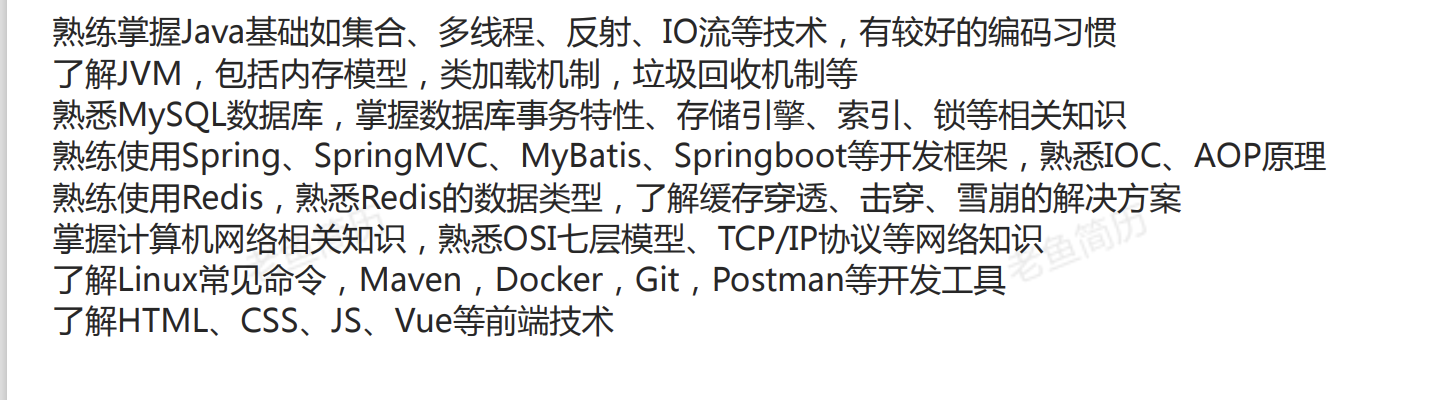 熟练掌握Java基础如集合、多线程、反射、IO流等技术，有较好的编码习惯
了解JVM，包括内存模型，类加载机制，垃圾回收机制等
熟悉MySQL数据库，掌握数据库事务特性、存储引擎、索引、锁等相关知识
熟练使用Spring、SpringMVC、MyBatis、Springboot等开发框架，熟悉IOC、AOP原理
熟练使用Redis，熟悉Redis的数据类型，了解缓存穿透、击穿、雪崩的解决方案
掌握计算机网络相关知识，熟悉OSI七层模型、TCP/IP协议等网络知识
老鱼简历
老鱼简历
了解Linux常见命令，Maven，Docker，Git，Postman等开发工具
了解HTML、CSS、JS、Vue等前端技术